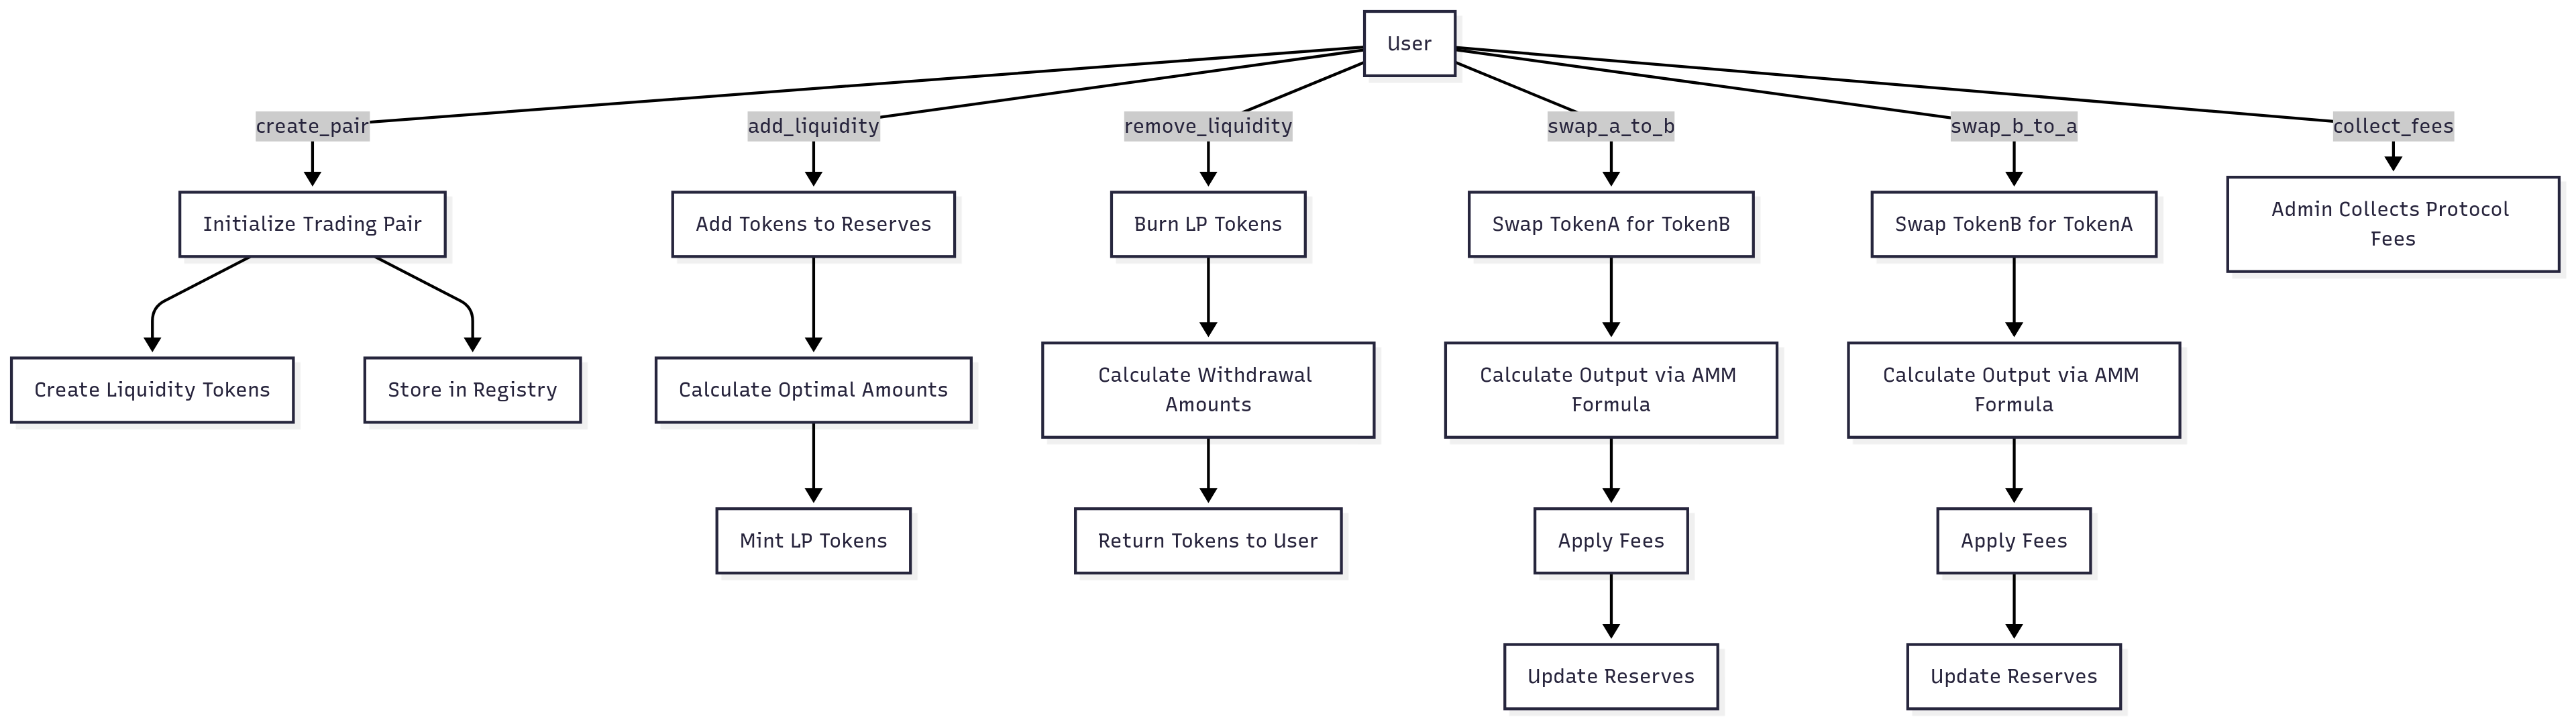 User
create_pair
add_liquidity
remove_liquidity
swap_a_to_b
swap_b_to_a
collect_fees
Initialize Trading Pair
Add Tokens to Reserves
Burn LP Tokens
Swap TokenA for TokenB
Swap TokenB for TokenA
Admin Collects Protocol
Fees
Create Liquidity Tokens
Store in Registry
Calculate Optimal Amounts
Calculate Withdrawal
Amounts
Calculate Output via AMM
Formula
Calculate Output via AMM
Formula
Mint LP Tokens
Return Tokens to User
Apply Fees
Apply Fees
Update Reserves
Update Reserves